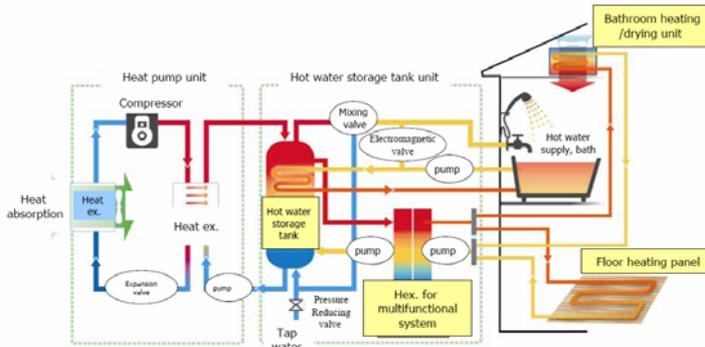 Bathroom heating
/drying unit
Heat pump unit
Hot water storage tank unit
Compressor
Mixing
valve
Electromagnetic
valve
Hot water
supply, bath
pump
Heat
absorption
Heat
ex.
Heat ex.
Hot water
storage
tank
pump
pump
Floor heating panel
Expansion
valve
pump
Pressure
Reducing
valve
Hex. for
multifunctional
system
Tap
water